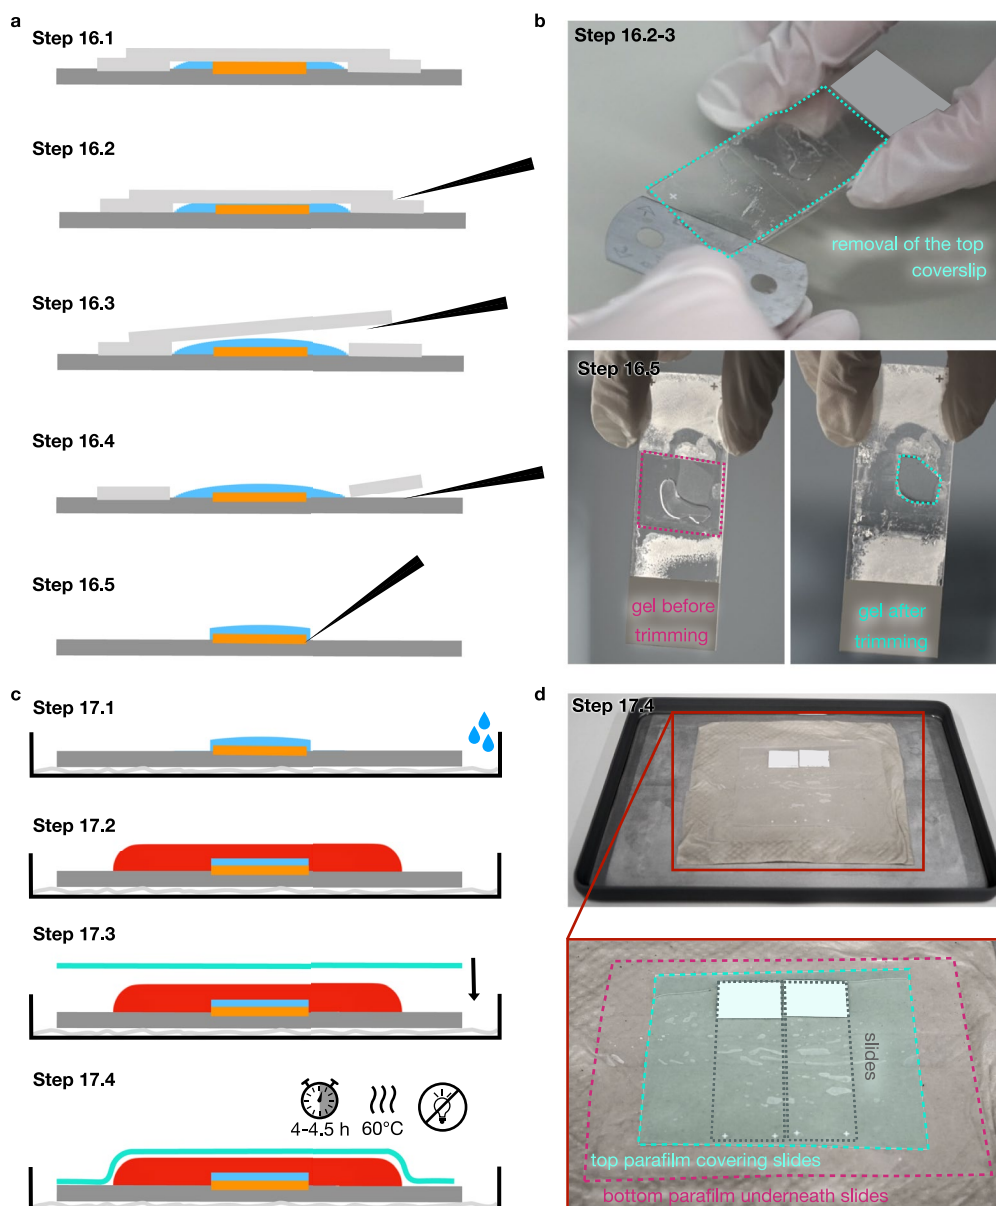 a
Step 16.1
Step 16.2
Step 16.3
Step 16.4
Step 16.5
b
Step 16.2-3
removal of the top
coverslip
Step 16.5
gel before
trimming
gel after
trimming
c
Step 17.1
Step 17.2
Step 17.3
Step 17.4
4-4.5 h
60°C
d
Step 17.4
slides
top parafilm covering slides
bottom parafilm underneath slides